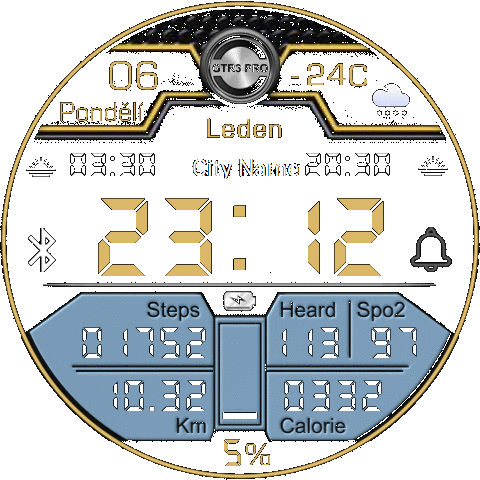 GTRS PRO
06
-24C
Pondělí
Leden
03:30
City Name
20:30
23:12
Steps
Heard
Spo2
01752
113
97
10.32
0332
Km
Calorie
5%